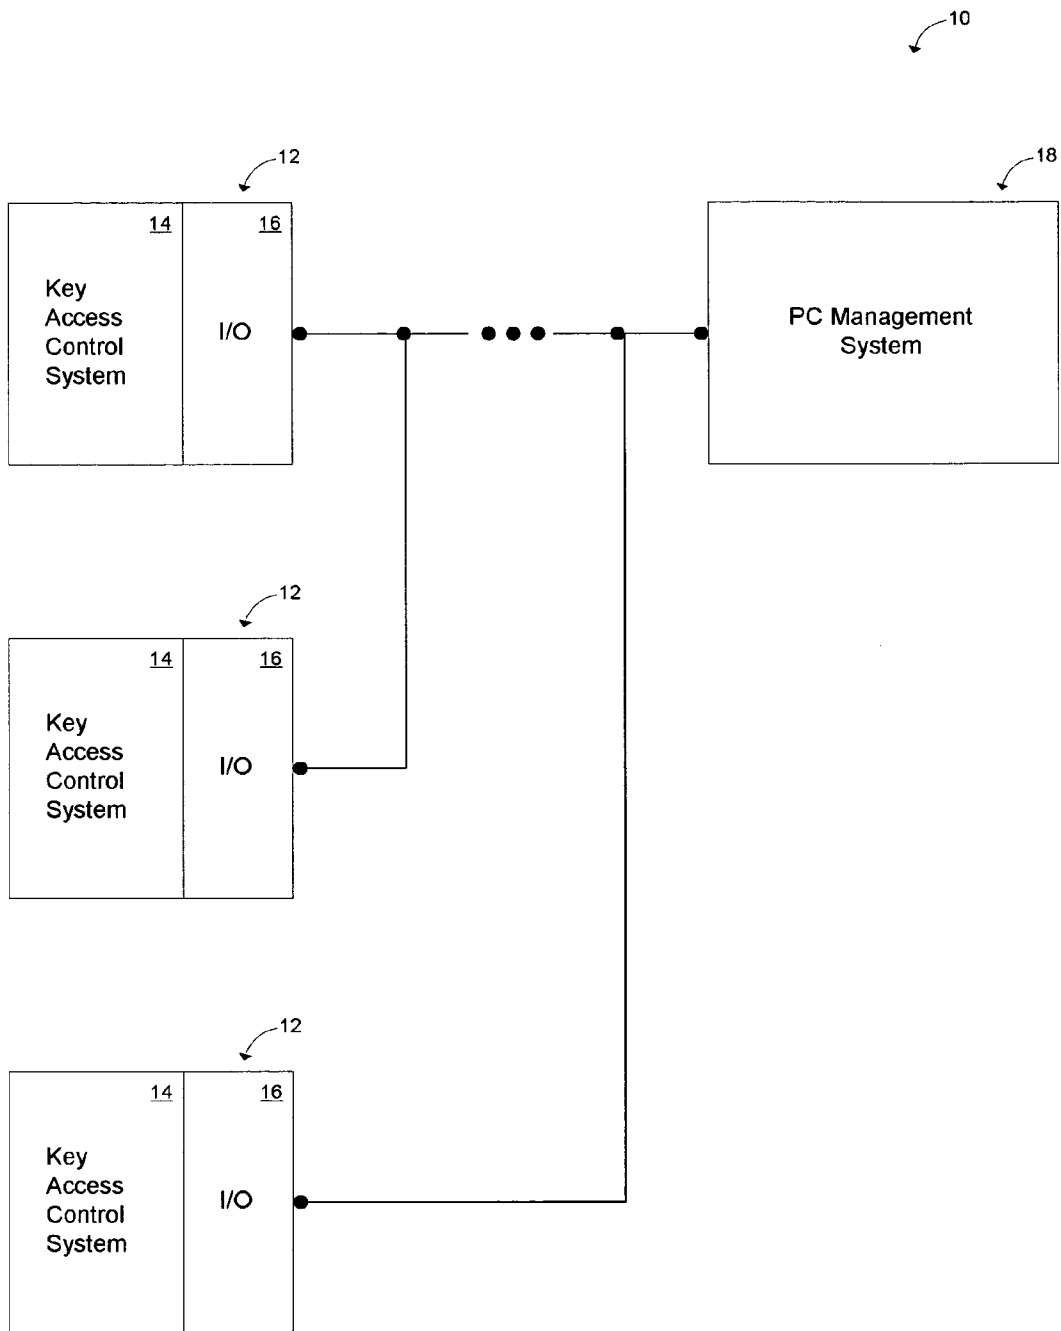 10
12
18
14
16
Key
Access
Control
System
I/O
PC Management
System
12
14
16
Key
Access
Control
System
I/O
12
14
16
Key
Access
Control
System
I/O